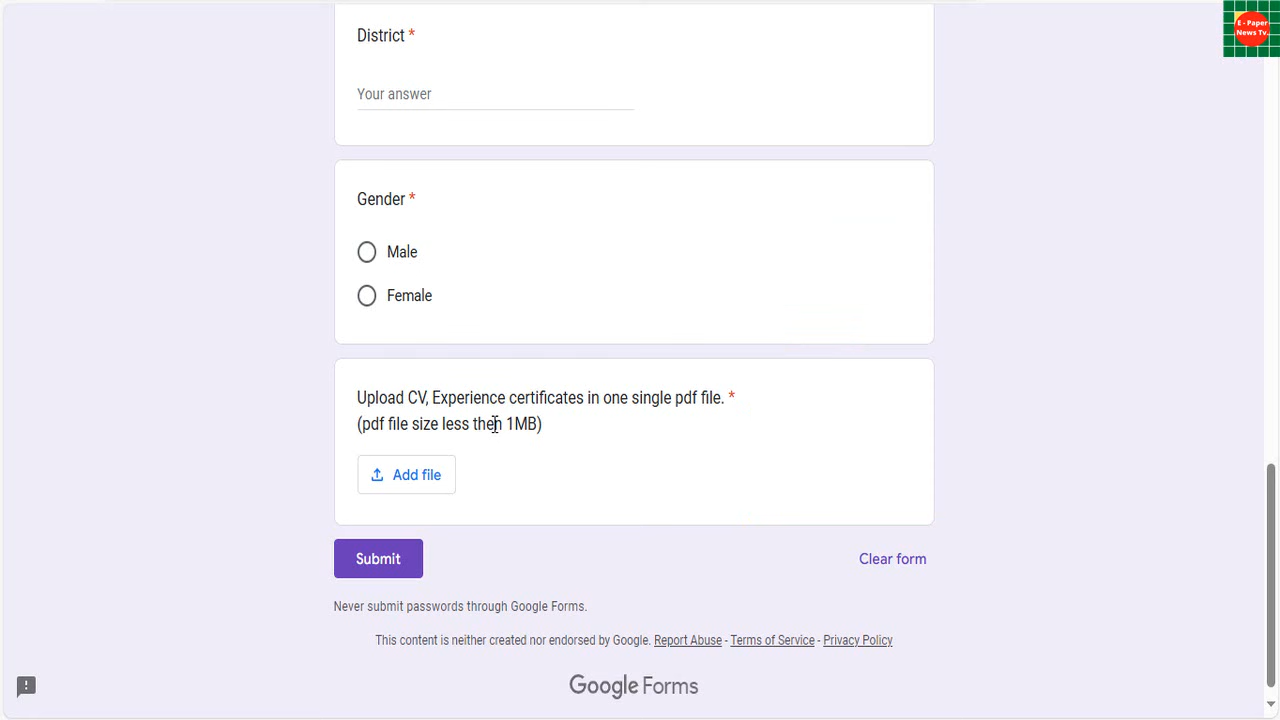 E - Paper
News Tv.
District *
Your answer
Gender *
Male
Female
Upload CV, Experience certificates in one single pdf file. *
(pdf file size less then 1MB)
Add file
Submit
Clear form
Never submit passwords through Google Forms.
This content is neither created nor endorsed by Google. Report Abuse - Terms of Service - Privacy Policy
Google Forms